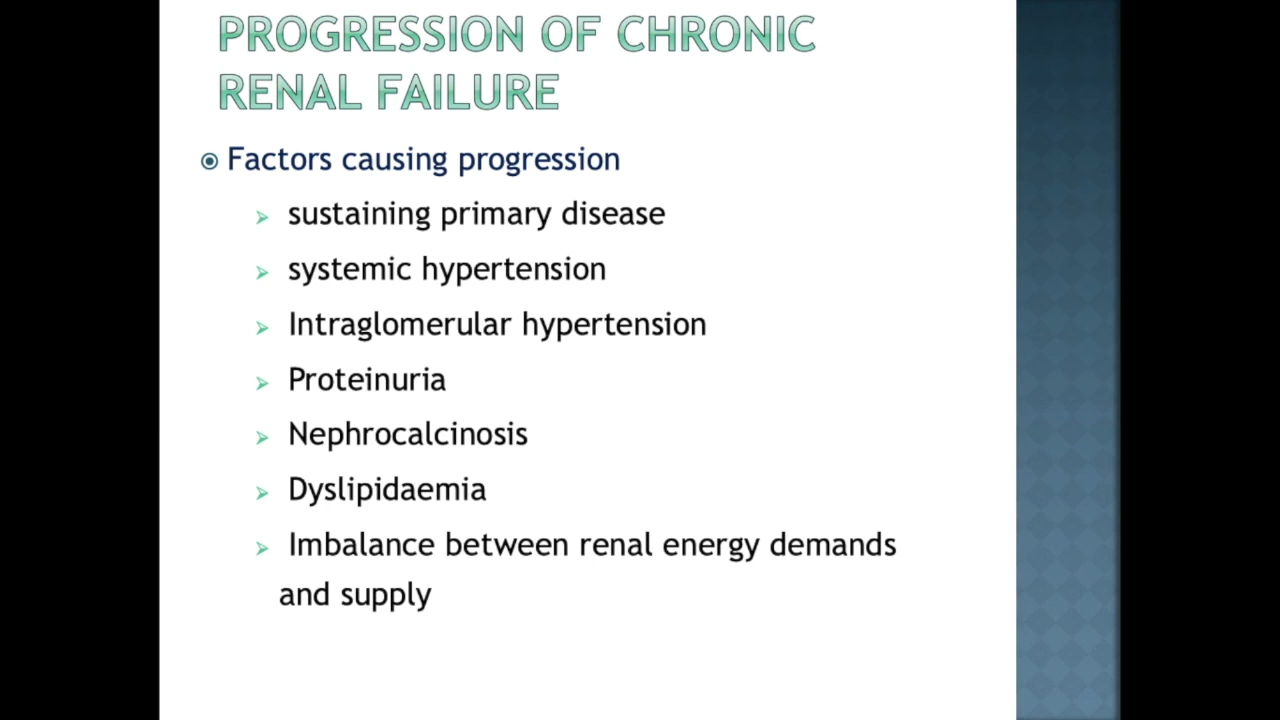 PROGRESSION OF CHRONIC
RENAL FAILURE
Factors causing progression
sustaining primary disease
systemic hypertension
Intraglomerular hypertension
Proteinuria
Nephrocalcinosis
Dyslipidaemia
Imbalance between renal energy demands
and supply